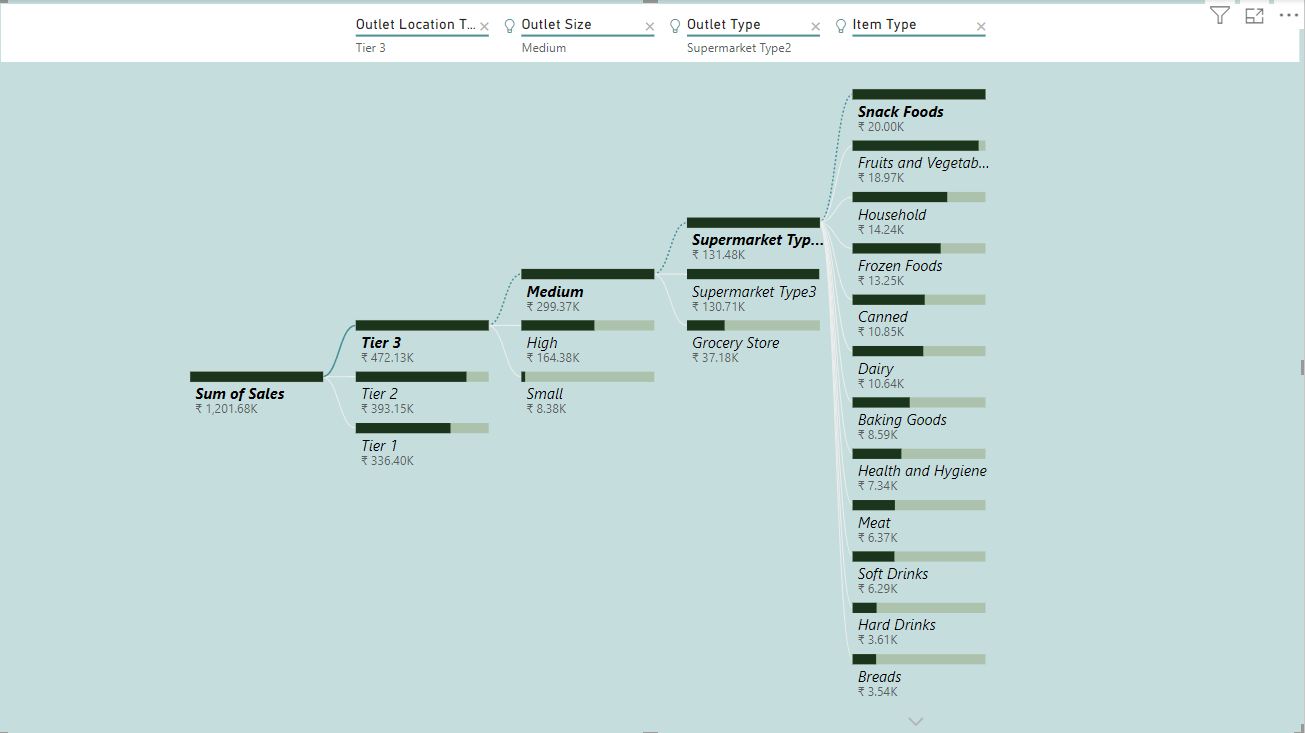 Outlet Location T...
Outlet Size
Outlet Type
Item Type
Tier 3
Medium
Supermarket Type2
Sum of Sales
₹ 1,201.68K
Tier 3
₹ 472.13K
Tier 2
₹ 393.15K
Tier 1
₹ 336.40K
Medium
₹ 299.37K
High
₹ 164.38K
Small
₹ 8.38K
Supermarket Typ...
₹ 131.48K
Supermarket Type3
₹ 130.71K
Grocery Store
₹ 37.18K
Snack Foods
₹ 20.00K
Fruits and Vegetab...
₹ 18.97K
Household
₹ 14.24K
Frozen Foods
₹ 13.25K
Canned
₹ 10.85K
Dairy
₹ 10.64K
Baking Goods
₹ 8.59K
Health and Hygiene
₹ 7.34K
Meat
₹ 6.37K
Soft Drinks
₹ 6.29K
Hard Drinks
₹ 3.61K
Breads
₹ 3.54K